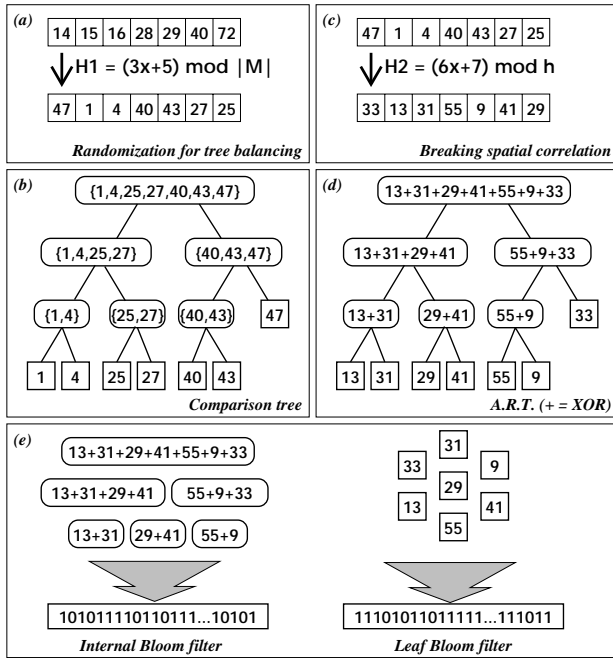 (a)
14 15 16 28 29 40 72
H1 = (3x+5) mod |M|
47 1 4 40 43 27 25
Randomization for tree balancing
(c)
47 1 4 40 43 27 25
H2 = (6x+7) mod h
33 13 31 55 9 41 29
Breaking spatial correlation
(b)
{1,4,25,27,40,43,47}
{1,4,25,27} {40,43,47}
{1,4} {25,27} {40,43} 47
1 4 25 27 40 43
Comparison tree
(d)
13+31+29+41+55+9+33
13+31+29+41 55+9+33
13+31 29+41 55+9 33
13 31 29 41 55 9
A.R.T. (+ = XOR)
(e)
13+31+29+41+55+9+33
13+31+29+41 55+9+33
13+31 29+41 55+9
101011110110111...10101
Internal Bloom filter
31
33 9
29
13 41
55
11101011011111...111011
Leaf Bloom filter